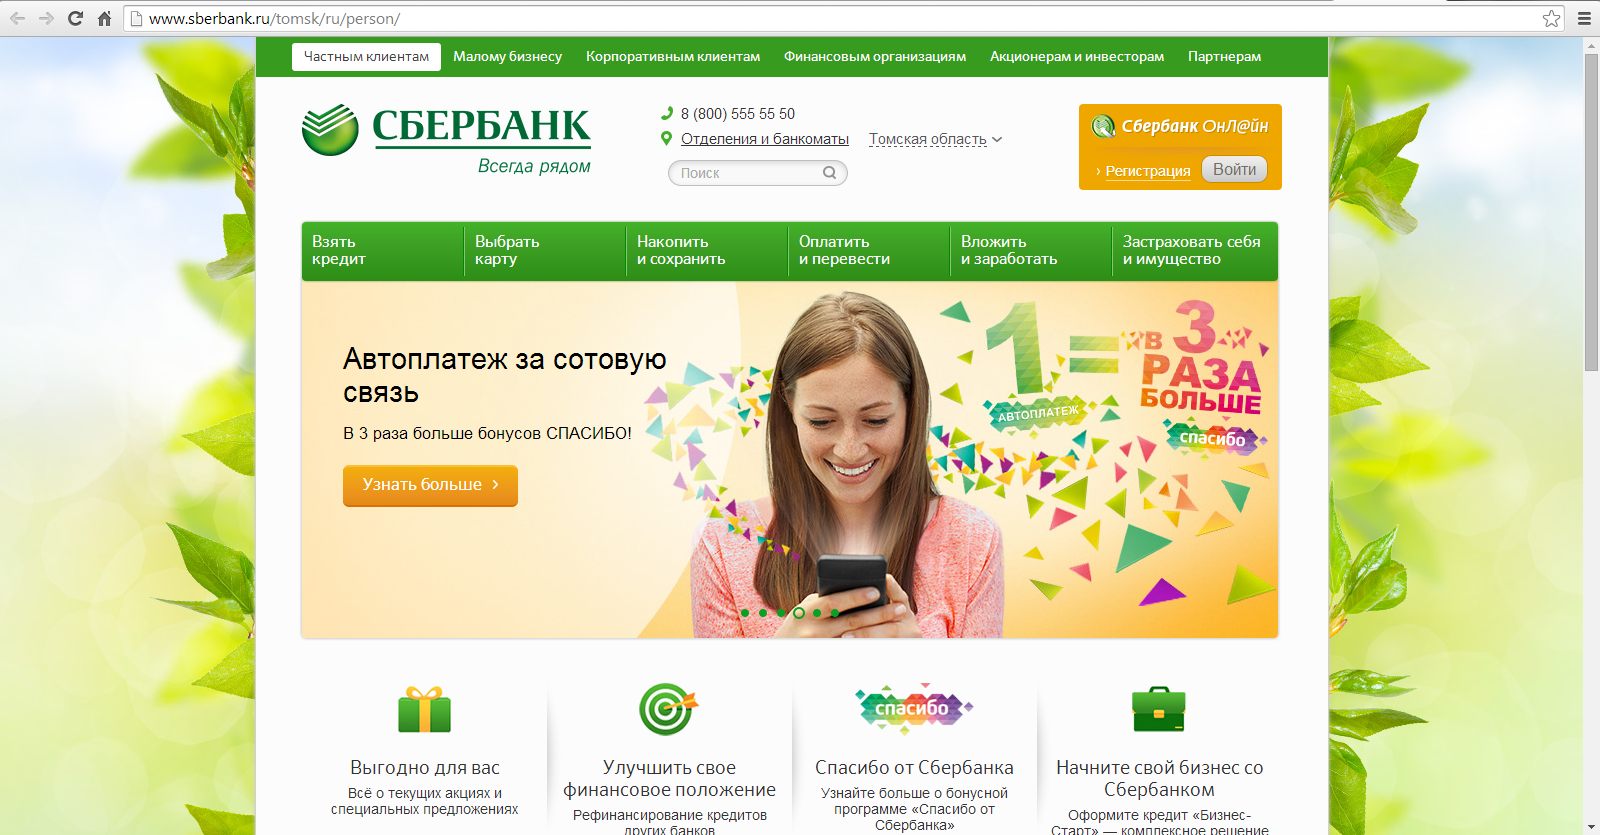 www.sberbank.ru/tomsk/ru/person/
Частным клиентам Малому бизнесу Корпоративным клиентам Финансовым организациям Акционерам и инвесторам Партнерам
СБЕРБАНК
Всегда рядом
8 (800) 555 55 50
Отделения и банкоматы Томская область
Поиск
Сбербанк ОнЛ@йн
› Регистрация Войти
Взять
кредит
Выбрать
карту
Накопить
и сохранить
Оплатить
и перевести
Вложить
и заработать
Застраховать себя
и имущество
Автоплатеж за сотовую
связь
В 3 раза больше бонусов СПАСИБО!
Узнать больше ›
1 =
АВТОПЛАТЕЖ
В 3
РАЗА
БОЛЬШЕ
спасибо
Выгодно для вас
Всё о текущих акциях и
специальных предложениях
Улучшить свое
финансовое положение
Рефинансирование кредитов
других банков
спасибо
Спасибо от Сбербанка
Узнайте больше о бонусной
программе «Спасибо от
Сбербанка»
Начните свой бизнес со
Сбербанком
Оформите кредит «Бизнес-
Старт» — комплексное решение